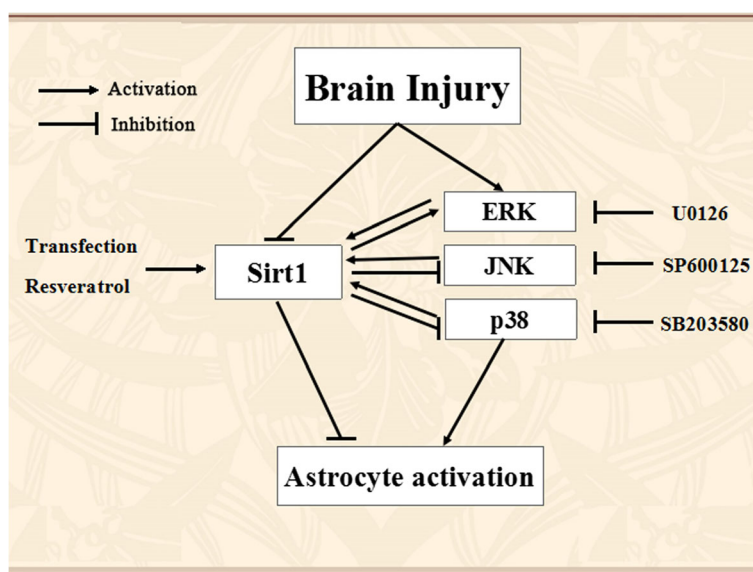 Brain Injury
Activation
Inhibition
ERK
U0126
Transfection
Resveratrol
Sirt1
JNK
SP600125
p38
SB203580
Astrocyte activation